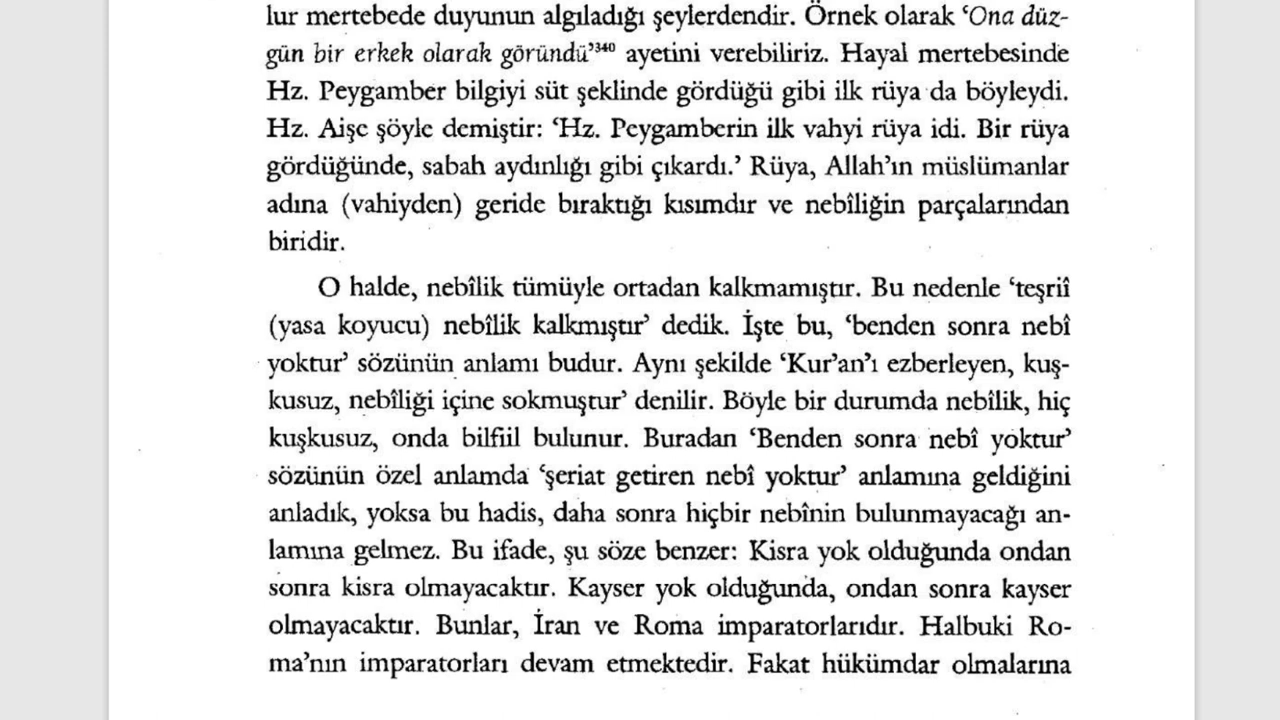 lur mertebede duyunun algıladığı şeylerdendir. Örnek olarak ‘Ona düz-
gün bir erkek olarak göründü’³⁴⁰ ayetini verebiliriz. Hayal mertebesinde
Hz. Peygamber bilgiyi süt şeklinde gördüğü gibi ilk rüya da böyleydi.
Hz. Aişe şöyle demiştir: ‘Hz. Peygamberin ilk vahyi rüya idi. Bir rüya
gördüğünde, sabah aydınlığı gibi çıkardı.’ Rüya, Allah’ın müslümanlar
adına (vahiyden) geride bıraktığı kısımdır ve nebîliğin parçalarından
biridir.
O halde, nebîlik tümüyle ortadan kalkmamıştır. Bu nedenle ‘teşriî
(yasa koyucu) nebîlik kalkmıştır’ dedik. İşte bu, ‘benden sonra nebî
yoktur’ sözünün anlamı budur. Aynı şekilde ‘Kur’an’ı ezberleyen, kuş-
kusuz, nebîliği içine sokmuştur’ denilir. Böyle bir durumda nebîlik, hiç
kuşkusuz, onda bilfiil bulunur. Buradan ‘Benden sonra nebî yoktur’
sözünün özel anlamda ‘şeriat getiren nebî yoktur’ anlamına geldiğini
anladık, yoksa bu hadis, daha sonra hiçbir nebînin bulunmayacağı an-
lamına gelmez. Bu ifade, şu söze benzer: Kisra yok olduğunda ondan
sonra kisra olmayacaktır. Kayser yok olduğunda, ondan sonra kayser
olmayacaktır. Bunlar, İran ve Roma imparatorlarıdır. Halbuki Ro-
ma’nın imparatorları devam etmektedir. Fakat hükümdar olmalarına